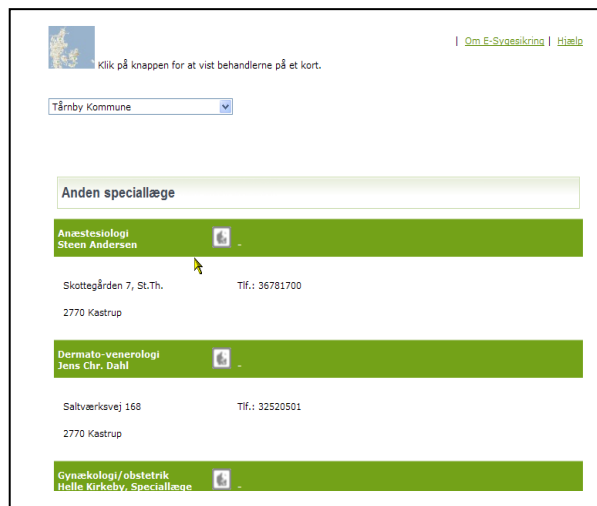 | Om E-Sygesikring | Hjælp
Klik på knappen for at vist behandlerne på et kort.
Tårnby Kommune
Anden speciallæge
Anæstesiologi
Steen Andersen -
Skottegården 7, St.Th. Tlf.: 36781700
2770 Kastrup
Dermato-venerologi
Jens Chr. Dahl -
Saltværksvej 168 Tlf.: 32520501
2770 Kastrup
Gynækologi/obstetrik
Helle Kirkeby, Speciallæge -